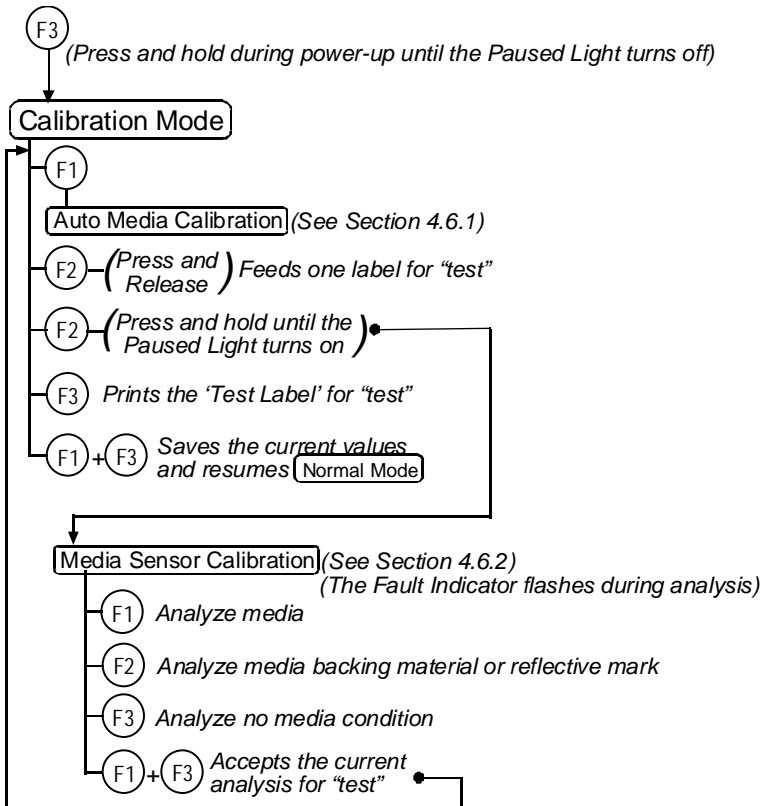 F3
(Press and hold during power-up until the Paused Light turns off)
Calibration Mode
F1
Auto Media Calibration (See Section 4.6.1)
F2 (Press and Release) Feeds one label for “test”
F2 (Press and hold until the
Paused Light turns on)
F3 Prints the ‘Test Label’ for “test”
F1 + F3 Saves the current values
and resumes Normal Mode
Media Sensor Calibration (See Section 4.6.2)
(The Fault Indicator flashes during analysis)
F1 Analyze media
F2 Analyze media backing material or reflective mark
F3 Analyze no media condition
F1 + F3 Accepts the current
analysis for “test”